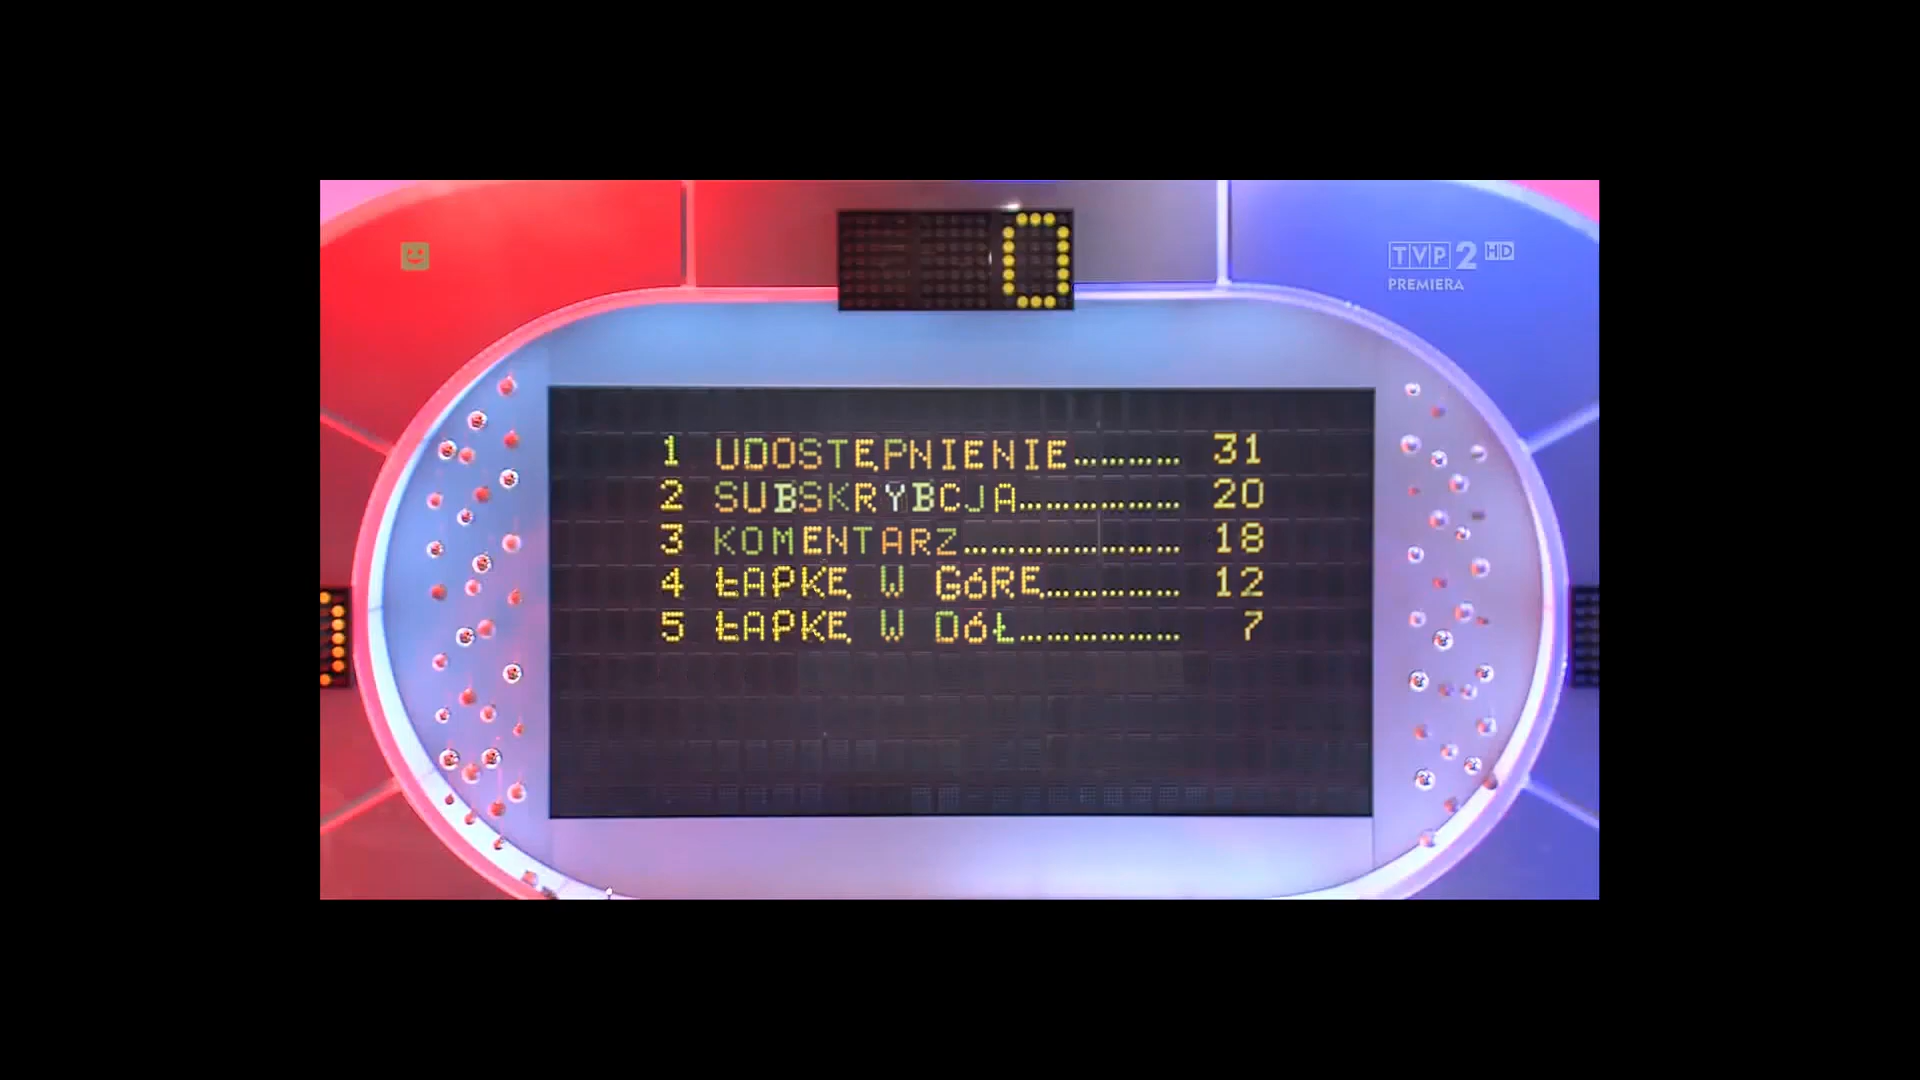 0
TVP 2 HD
PREMIERA
1 UDOSTĘPNIENIE.......... 31
2 SUBSKRYBCJA............... 20
3 KOMENTARZ.................... 18
4 ŁAPKĘ W GÓRĘ............. 12
5 ŁAPKĘ W DÓŁ............... 7